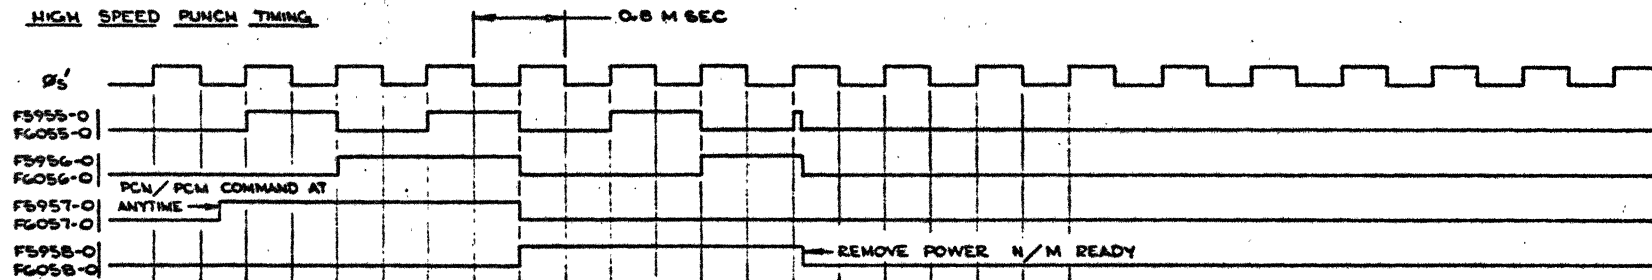 HIGH SPEED PUNCH TIMING
0.8 M SEC
Øs'
F5955-0
F6055-0
F5956-0
F6056-0
PCN/PCM COMMAND AT
ANYTIME
F5957-0
F6057-0
F5958-0
F6058-0
REMOVE POWER N/M READY